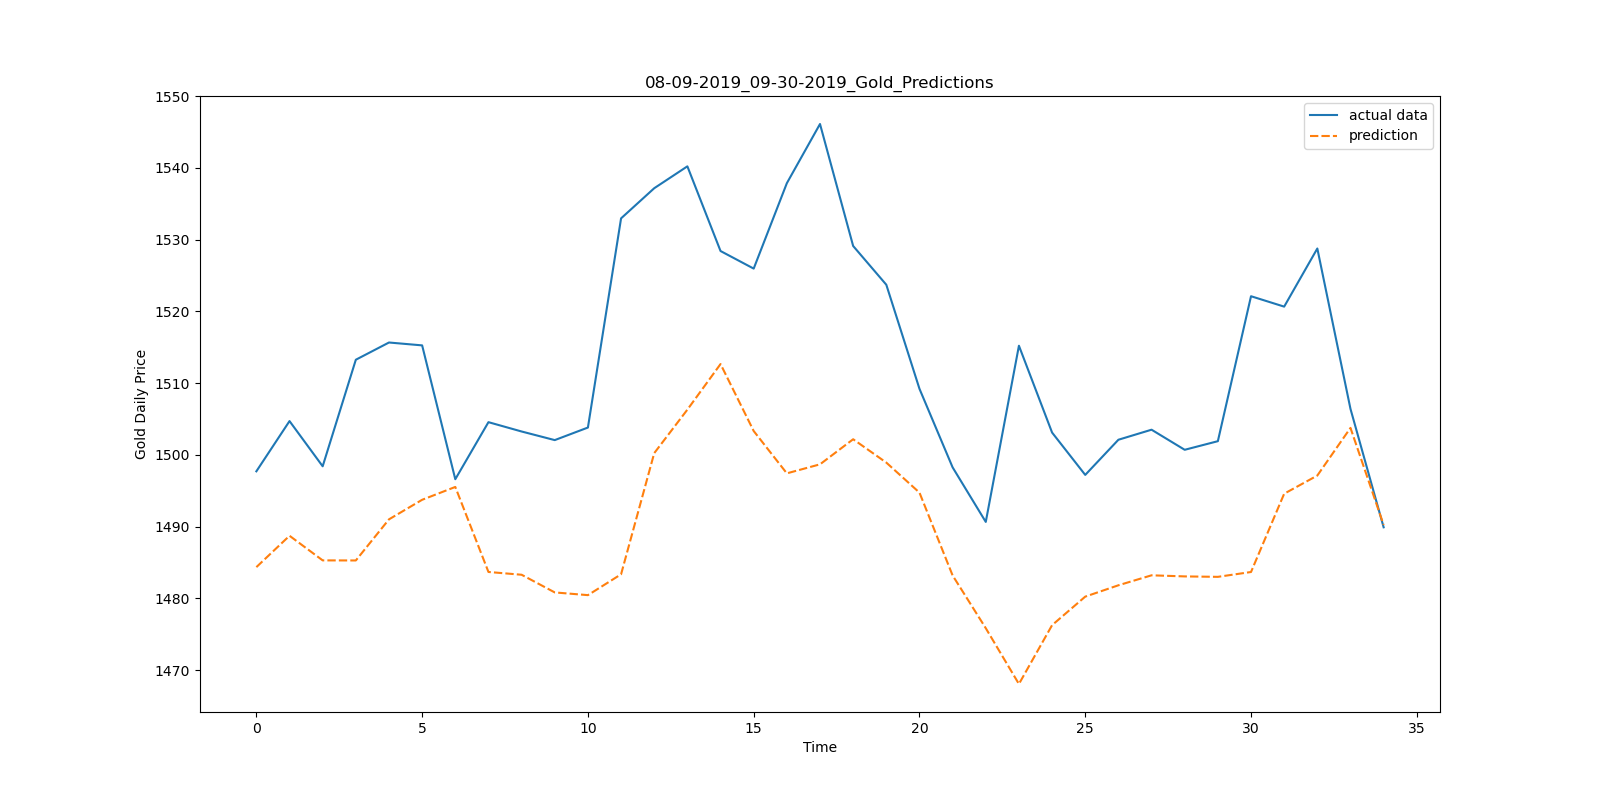 08-09-2019_09-30-2019_Gold_Predictions
actual data
prediction
Gold Daily Price
1550
1540
1530
1520
1510
1500
1490
1480
1470
0 5 10 15 20 25 30 35
Time